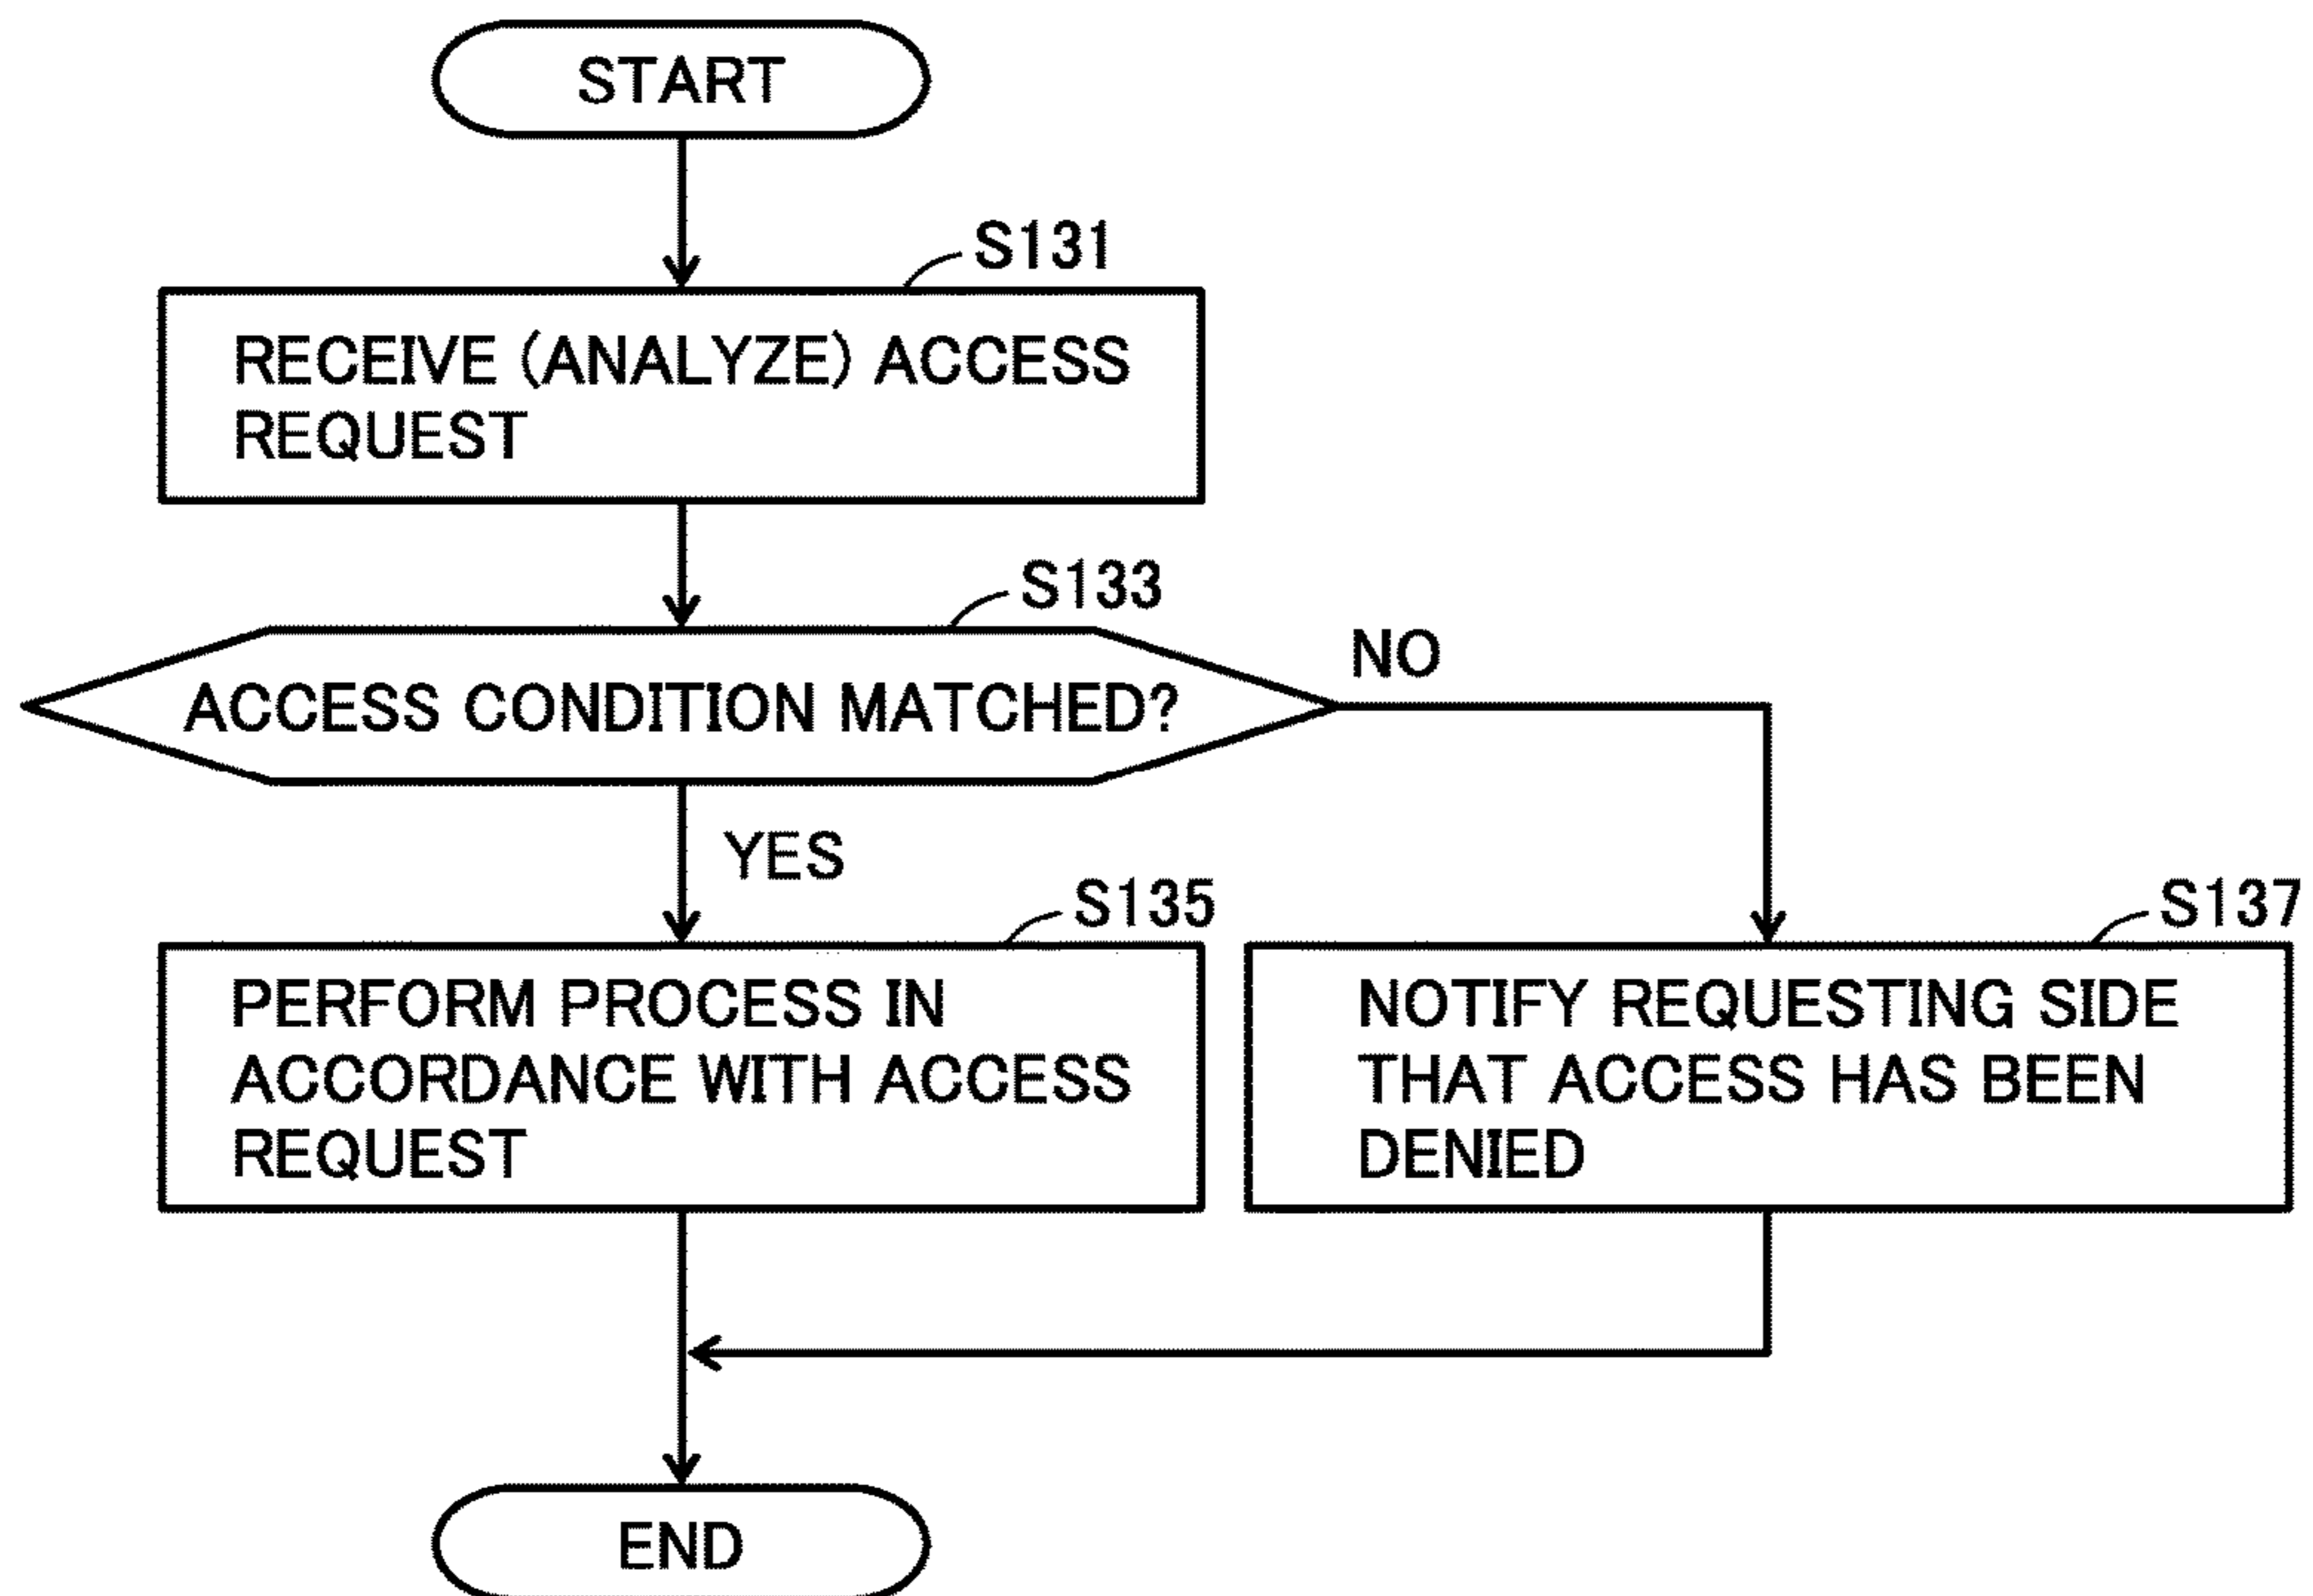 START
S131
RECEIVE (ANALYZE) ACCESS
REQUEST
S133
ACCESS CONDITION MATCHED?
NO
YES
S135
PERFORM PROCESS IN
ACCORDANCE WITH ACCESS
REQUEST
S137
NOTIFY REQUESTING SIDE
THAT ACCESS HAS BEEN
DENIED
END